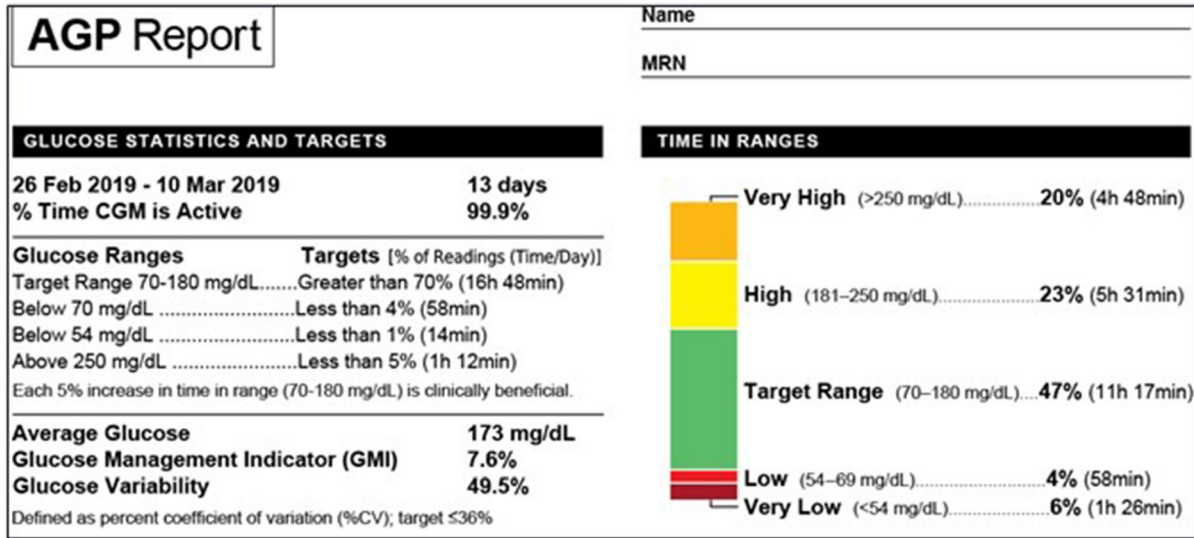 AGP Report
Name
MRN
GLUCOSE STATISTICS AND TARGETS
26 Feb 2019 - 10 Mar 2019 13 days
% Time CGM is Active 99.9%
Glucose Ranges Targets [% of Readings (Time/Day)]
Target Range 70-180 mg/dL.......Greater than 70% (16h 48min)
Below 70 mg/dL ........................Less than 4% (58min)
Below 54 mg/dL ........................Less than 1% (14min)
Above 250 mg/dL ......................Less than 5% (1h 12min)
Each 5% increase in time in range (70-180 mg/dL) is clinically beneficial.
Average Glucose 173 mg/dL
Glucose Management Indicator (GMI) 7.6%
Glucose Variability 49.5%
Defined as percent coefficient of variation (%CV); target ≤36%
TIME IN RANGES
Very High (>250 mg/dL)..................20% (4h 48min)
High (181–250 mg/dL)....................23% (5h 31min)
Target Range (70–180 mg/dL)....47% (11h 17min)
Low (54–69 mg/dL).........................4% (58min)
Very Low (<54 mg/dL)......................6% (1h 26min)